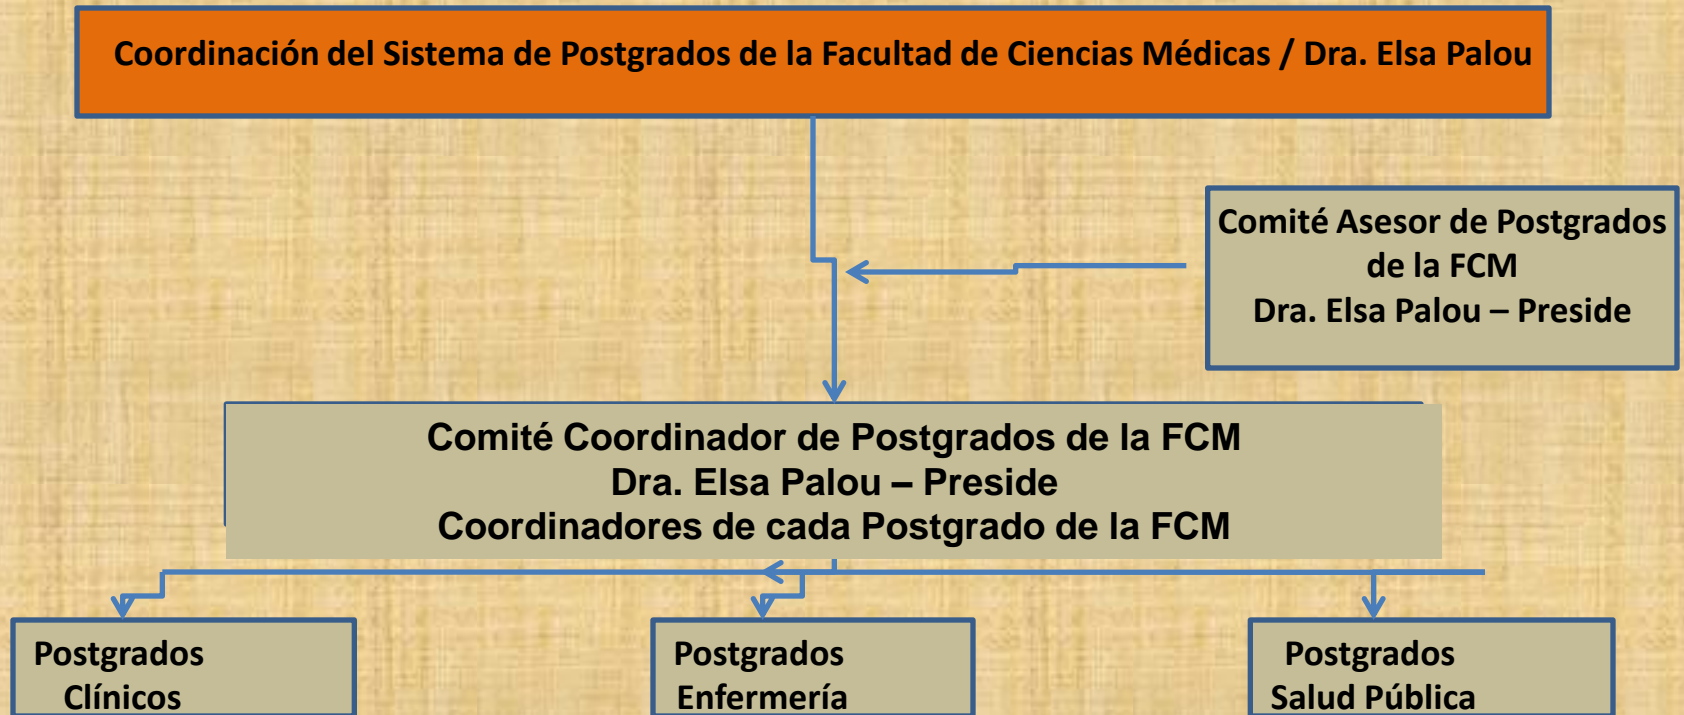 Coordinación del Sistema de Postgrados de la Facultad de Ciencias Médicas / Dra. Elsa Palou
Comité Asesor de Postgrados
de la FCM
Dra. Elsa Palou – Preside
Comité Coordinador de Postgrados de la FCM
Dra. Elsa Palou – Preside
Coordinadores de cada Postgrado de la FCM
Postgrados
Clínicos
Postgrados
Enfermería
Postgrados
Salud Pública